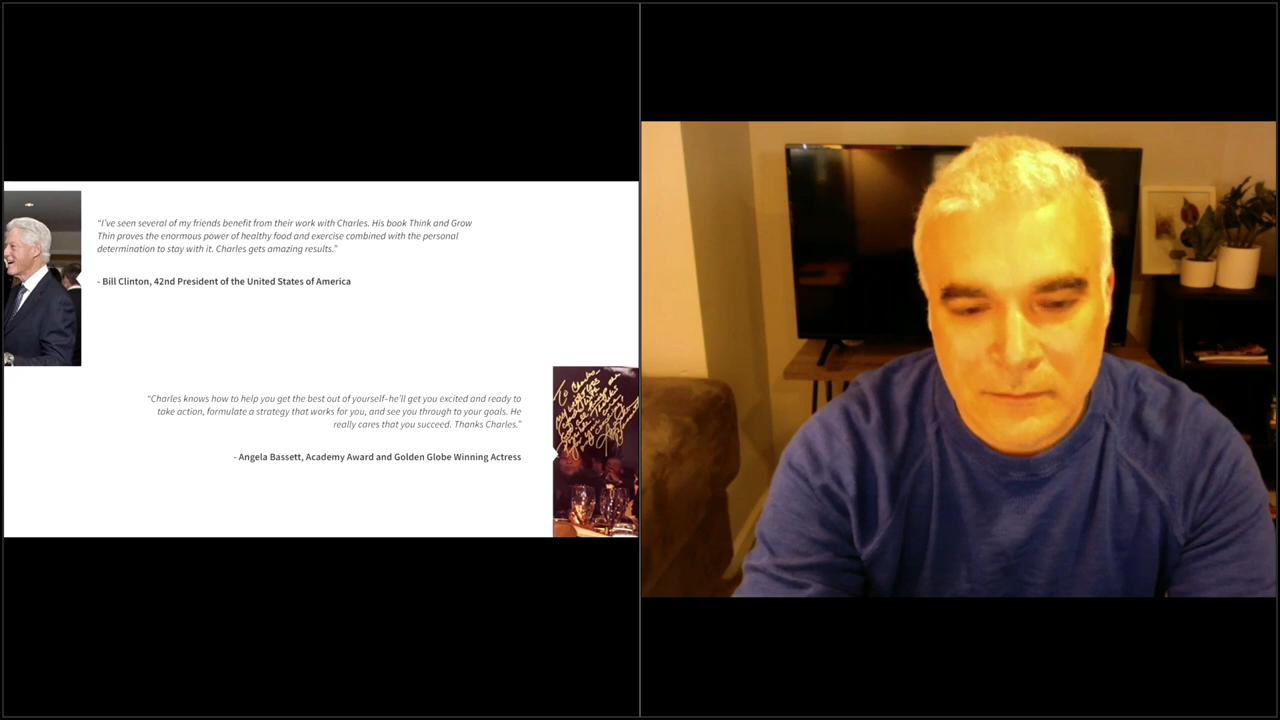 “I’ve seen several of my friends benefit from their work with Charles. His book Think and Grow
Thin proves the enormous power of healthy food and exercise combined with the personal
determination to stay with it. Charles gets amazing results.”
- Bill Clinton, 42nd President of the United States of America
“Charles knows how to help you get the best out of yourself–he’ll get you excited and ready to
take action, formulate a strategy that works for you, and see you through to your goals. He
really cares that you succeed. Thanks Charles.”
- Angela Bassett, Academy Award and Golden Globe Winning Actress
To Charles